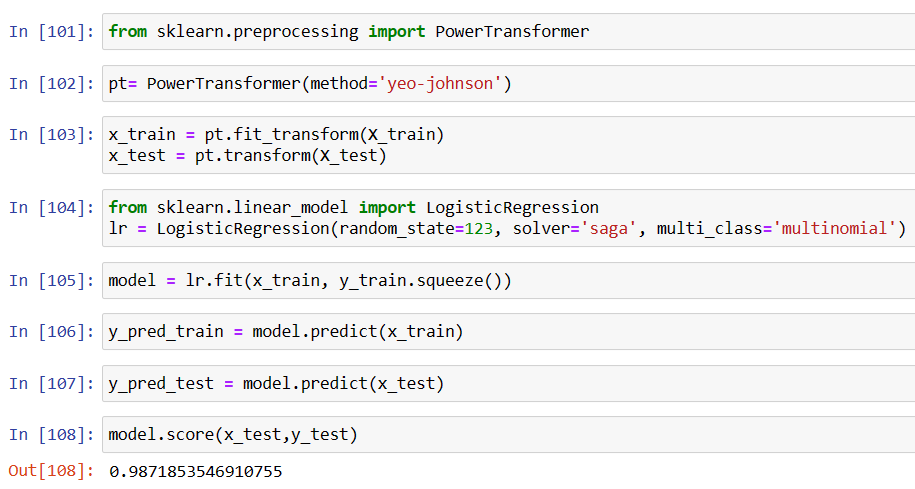 In [101]: from sklearn.preprocessing import PowerTransformer
In [102]: pt= PowerTransformer(method='yeo-johnson')
In [103]: x_train = pt.fit_transform(X_train)
x_test = pt.transform(X_test)
In [104]: from sklearn.linear_model import LogisticRegression
lr = LogisticRegression(random_state=123, solver='saga', multi_class='multinomial')
In [105]: model = lr.fit(x_train, y_train.squeeze())
In [106]: y_pred_train = model.predict(x_train)
In [107]: y_pred_test = model.predict(x_test)
In [108]: model.score(x_test,y_test)
Out[108]: 0.9871853546910755